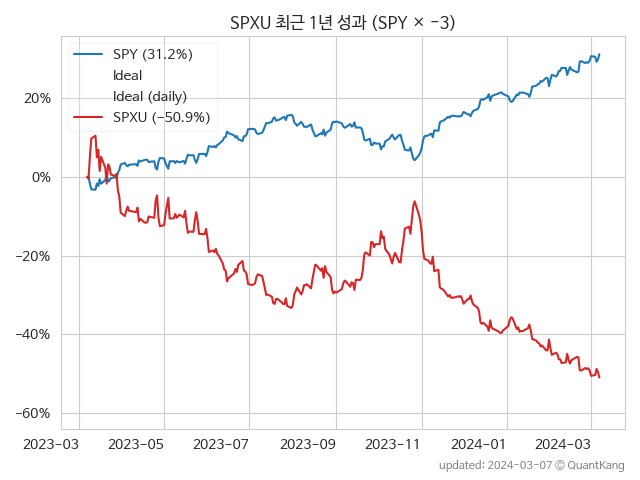 SPXU 최근 1년 성과 (SPY × −3)
SPY (31.2%)
Ideal
Ideal (daily)
SPXU (−50.9%)
20%
0%
−20%
−40%
−60%
2023−03 2023−05 2023−07 2023−09 2023−11 2024−01 2024−03
updated: 2024−03−07 © QuantKang